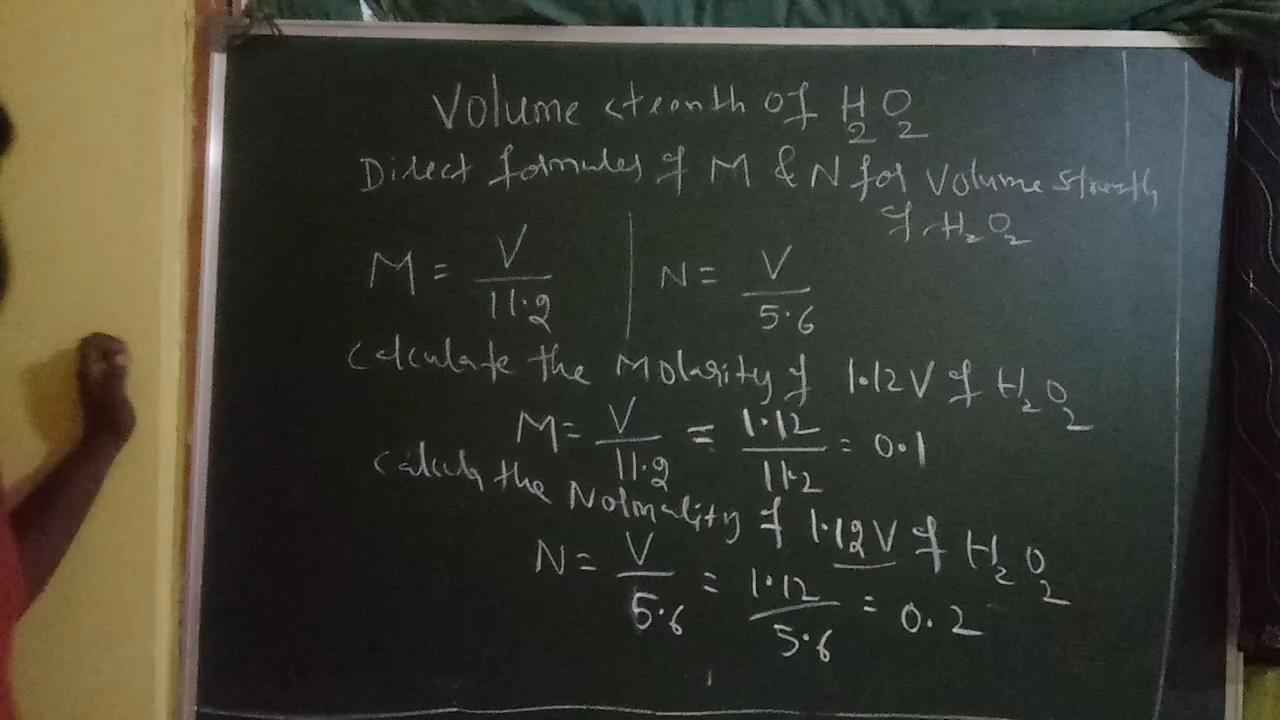 Volume strenth of H2O2
Direct formules of M & N for Volume strength
of H2O2
M = V/11.2 | N = V/5.6
Calculate the Molarity of 1.12V of H2O2
M = V/11.2 = 1.12/11.2 = 0.1
the Normality of 1.12V of H2O2
N = V/5.6 = 1.12/5.6 = 0.2